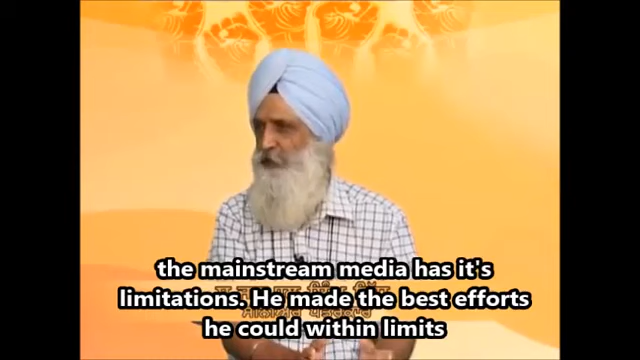 the mainstream media has it's
limitations. He made the best efforts
he could within limits